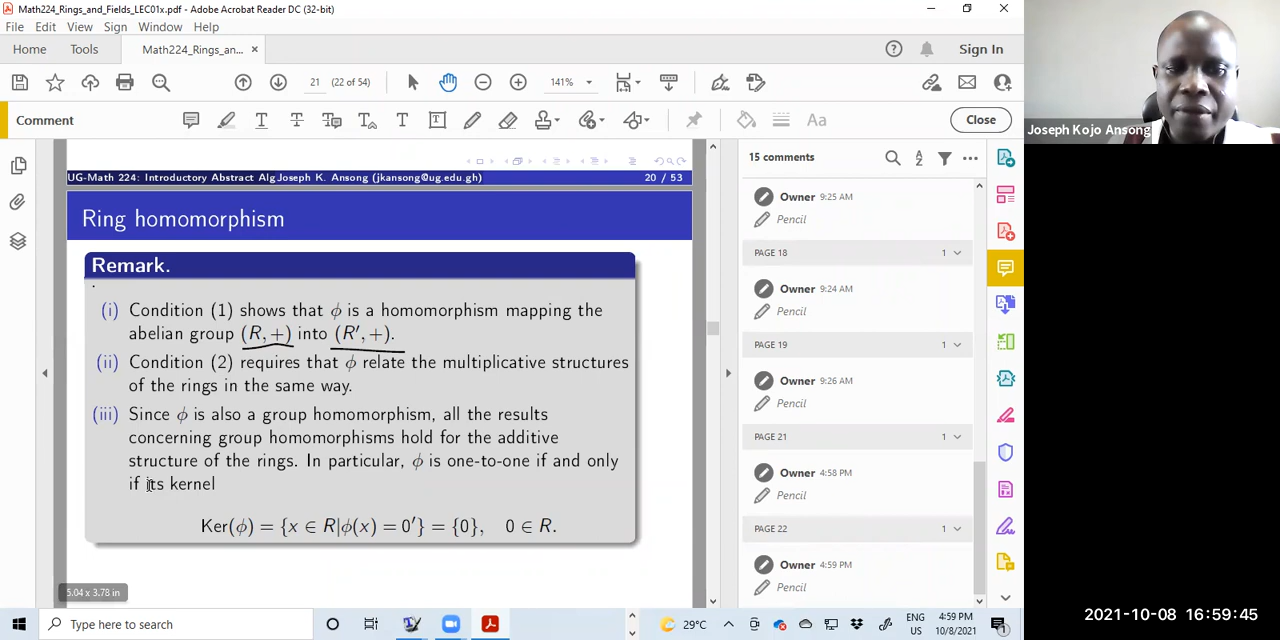 Math224_Rings_and_Fields_LEC01x.pdf - Adobe Acrobat Reader DC (32-bit)
File Edit View Sign Window Help
Home Tools Math224_Rings_an... × Sign In
21 (22 of 54) 141%
Comment Aa Close
Joseph Kojo Ansong
UG-Math 224: Introductory Abstract Alg Joseph K. Ansong (jkansong@ug.edu.gh) 20 / 53
Ring homomorphism
Remark.
(i) Condition (1) shows that ϕ is a homomorphism mapping the
abelian group (R, +) into (R′, +).
(ii) Condition (2) requires that ϕ relate the multiplicative structures
of the rings in the same way.
(iii) Since ϕ is also a group homomorphism, all the results
concerning group homomorphisms hold for the additive
structure of the rings. In particular, ϕ is one-to-one if and only
if its kernel
Ker(ϕ) = {x ∈ R|ϕ(x) = 0′} = {0}, 0 ∈ R.
5.04 x 3.78 in
15 comments
Owner 9:25 AM
Pencil
PAGE 18 1
Owner 9:24 AM
Pencil
PAGE 19 1
Owner 9:26 AM
Pencil
PAGE 21 1
Owner 4:58 PM
Pencil
PAGE 22 1
Owner 4:59 PM
Pencil
Type here to search
29°C
ENG
US
4:59 PM
10/8/2021
2021-10-08 16:59:45